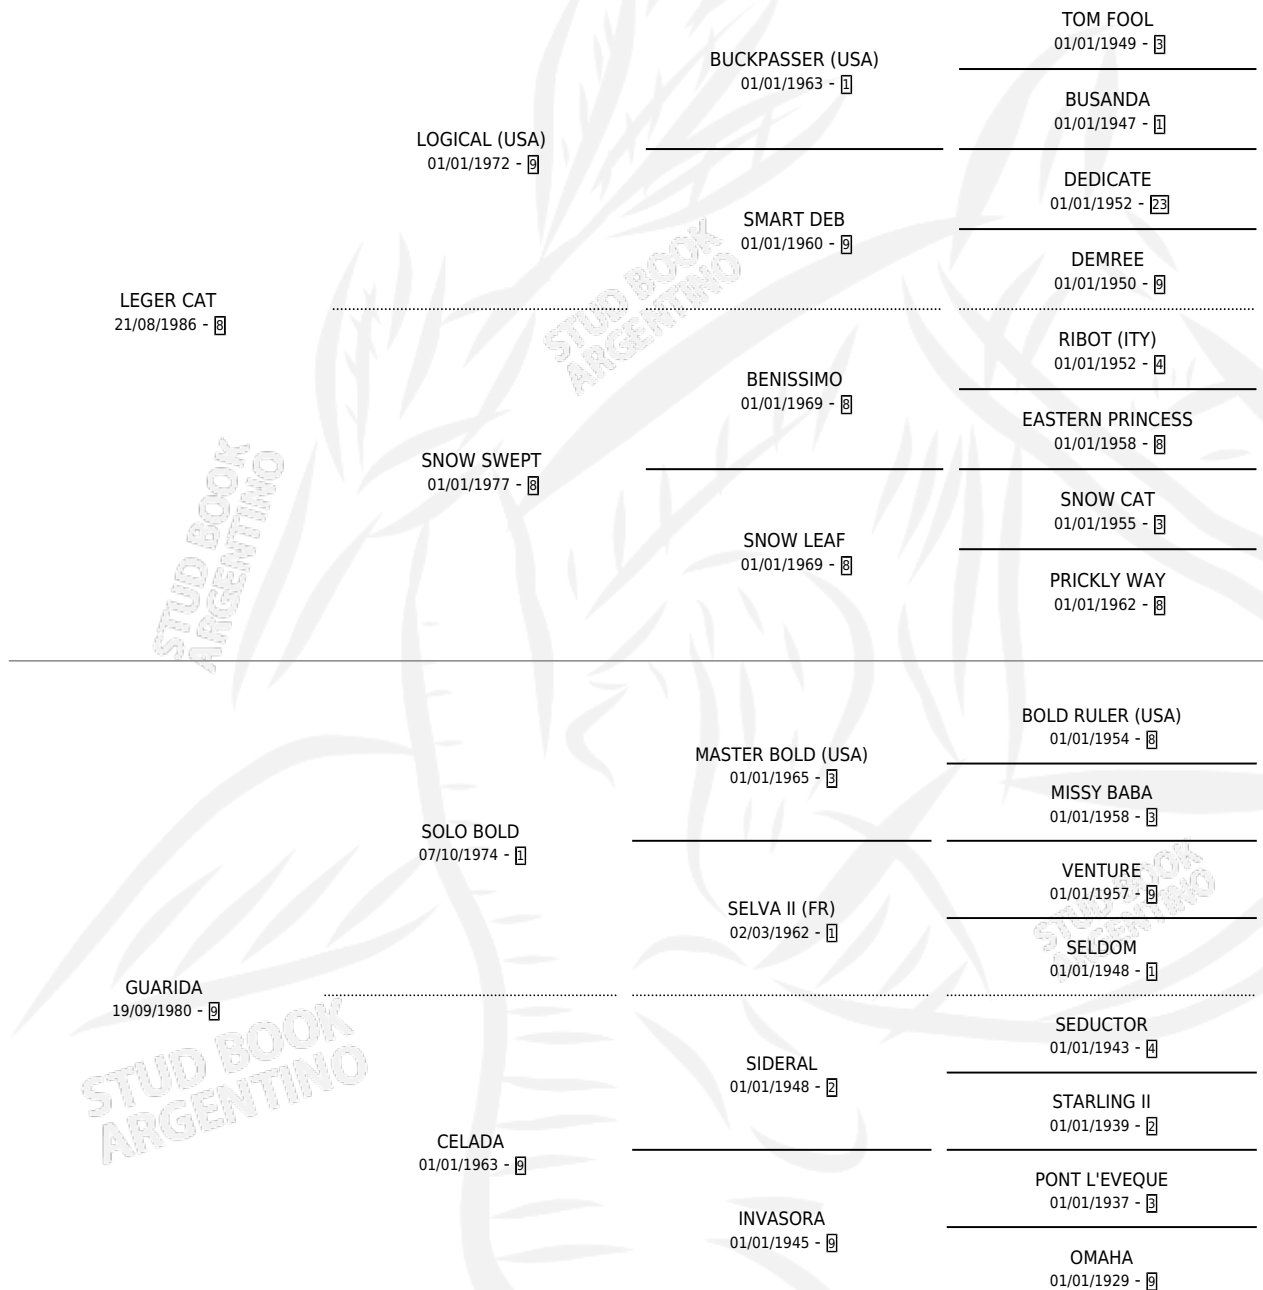 TOM FOOL
01/01/1949 - 3
BUCKPASSER (USA)
01/01/1963 - 1
BUSANDA
01/01/1947 - 1
LOGICAL (USA)
01/01/1972 - 9
DEDICATE
01/01/1952 - 23
SMART DEB
01/01/1960 - 9
DEMREE
01/01/1950 - 9
LEGER CAT
21/08/1986 - 8
RIBOT (ITY)
01/01/1952 - 4
BENISSIMO
01/01/1969 - 8
EASTERN PRINCESS
01/01/1958 - 8
SNOW SWEPT
01/01/1977 - 8
SNOW CAT
01/01/1955 - 3
SNOW LEAF
01/01/1969 - 8
PRICKLY WAY
01/01/1962 - 8
BOLD RULER (USA)
01/01/1954 - 8
MASTER BOLD (USA)
01/01/1965 - 3
MISSY BABA
01/01/1958 - 3
SOLO BOLD
07/10/1974 - 1
VENTURE
01/01/1957 - 9
SELVA II (FR)
02/03/1962 - 1
SELDOM
01/01/1948 - 1
GUARIDA
19/09/1980 - 9
SEDUCTOR
01/01/1943 - 4
SIDERAL
01/01/1948 - 2
STARLING II
01/01/1939 - 2
CELADA
01/01/1963 - 9
PONT L'EVEQUE
01/01/1937 - 3
INVASORA
01/01/1945 - 9
OMAHA
01/01/1929 - 9
STUD BOOK
ARGENTINO
STUD BOOK
ARGENTINO
STUD BOOK
ARGENTINO
STUD BOOK
ARGENTINO